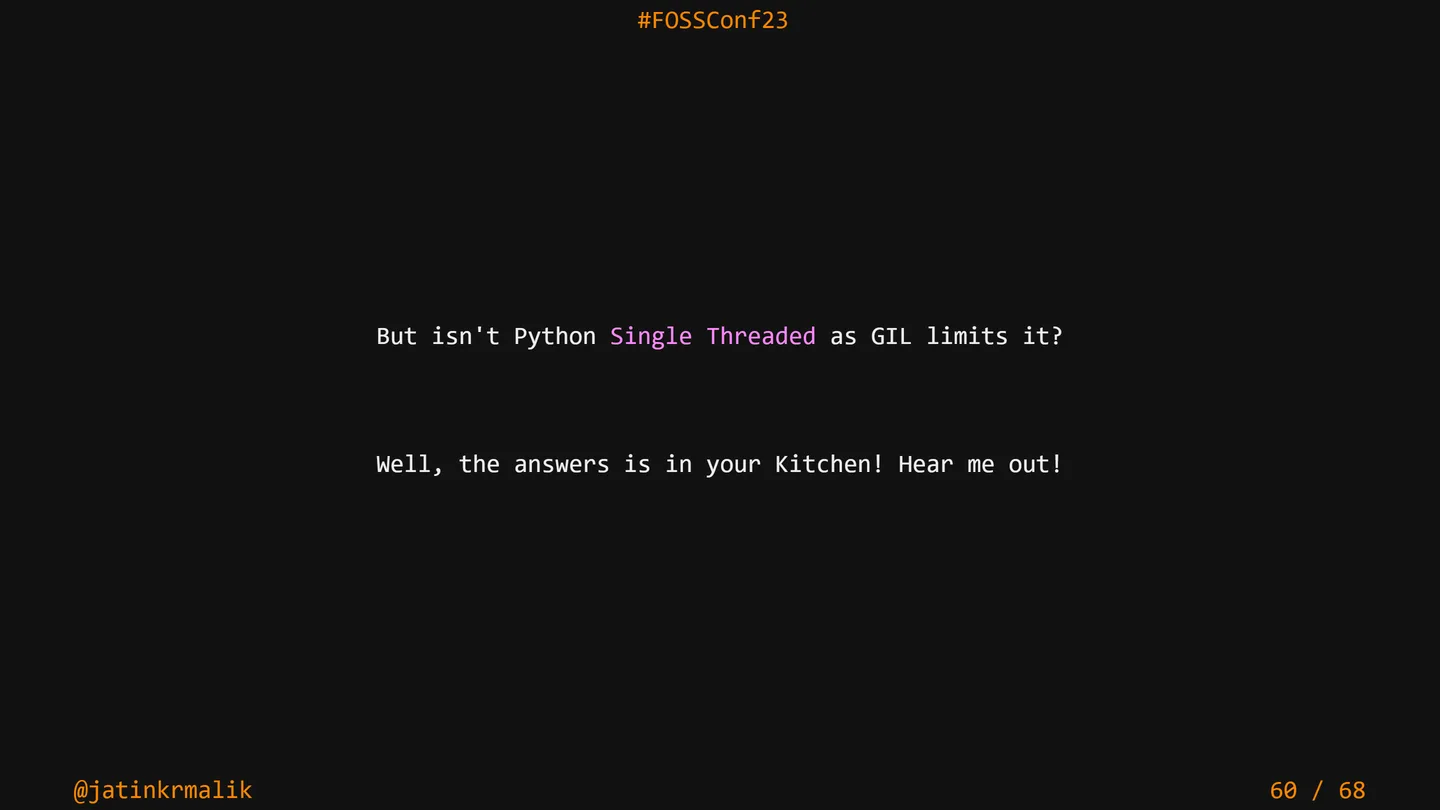 #FOSSConf23
But isn't Python Single Threaded as GIL limits it?
Well, the answers is in your Kitchen! Hear me out!
@jatinkrmalik
60 / 68